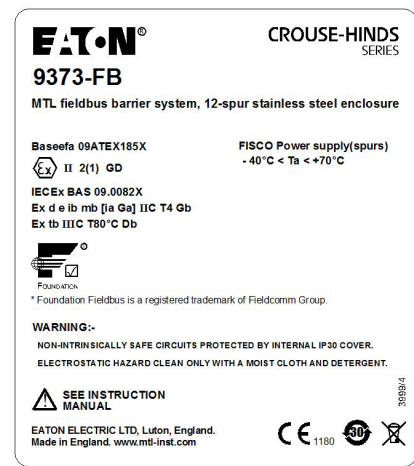 EATON®
CROUSE-HINDS
SERIES
9373-FB
MTL fieldbus barrier system, 12-spur stainless steel enclosure
Baseefa 09ATEX185X
Ex II 2(1) GD
FISCO Power supply(spurs)
- 40°C < Ta < +70°C
IECEx BAS 09.0082X
Ex d e ib mb [ia Ga] IIC T4 Gb
Ex tb IIIC T80°C Db
F ®
FOUNDATION
* Foundation Fieldbus is a registered trademark of Fieldcomm Group.
WARNING:-
NON-INTRINSICALLY SAFE CIRCUITS PROTECTED BY INTERNAL IP30 COVER.
ELECTROSTATIC HAZARD CLEAN ONLY WITH A MOIST CLOTH AND DETERGENT.
SEE INSTRUCTION
MANUAL
3999/4
EATON ELECTRIC LTD, Luton, England.
Made in England. www.mtl-inst.com
CE 1180
30